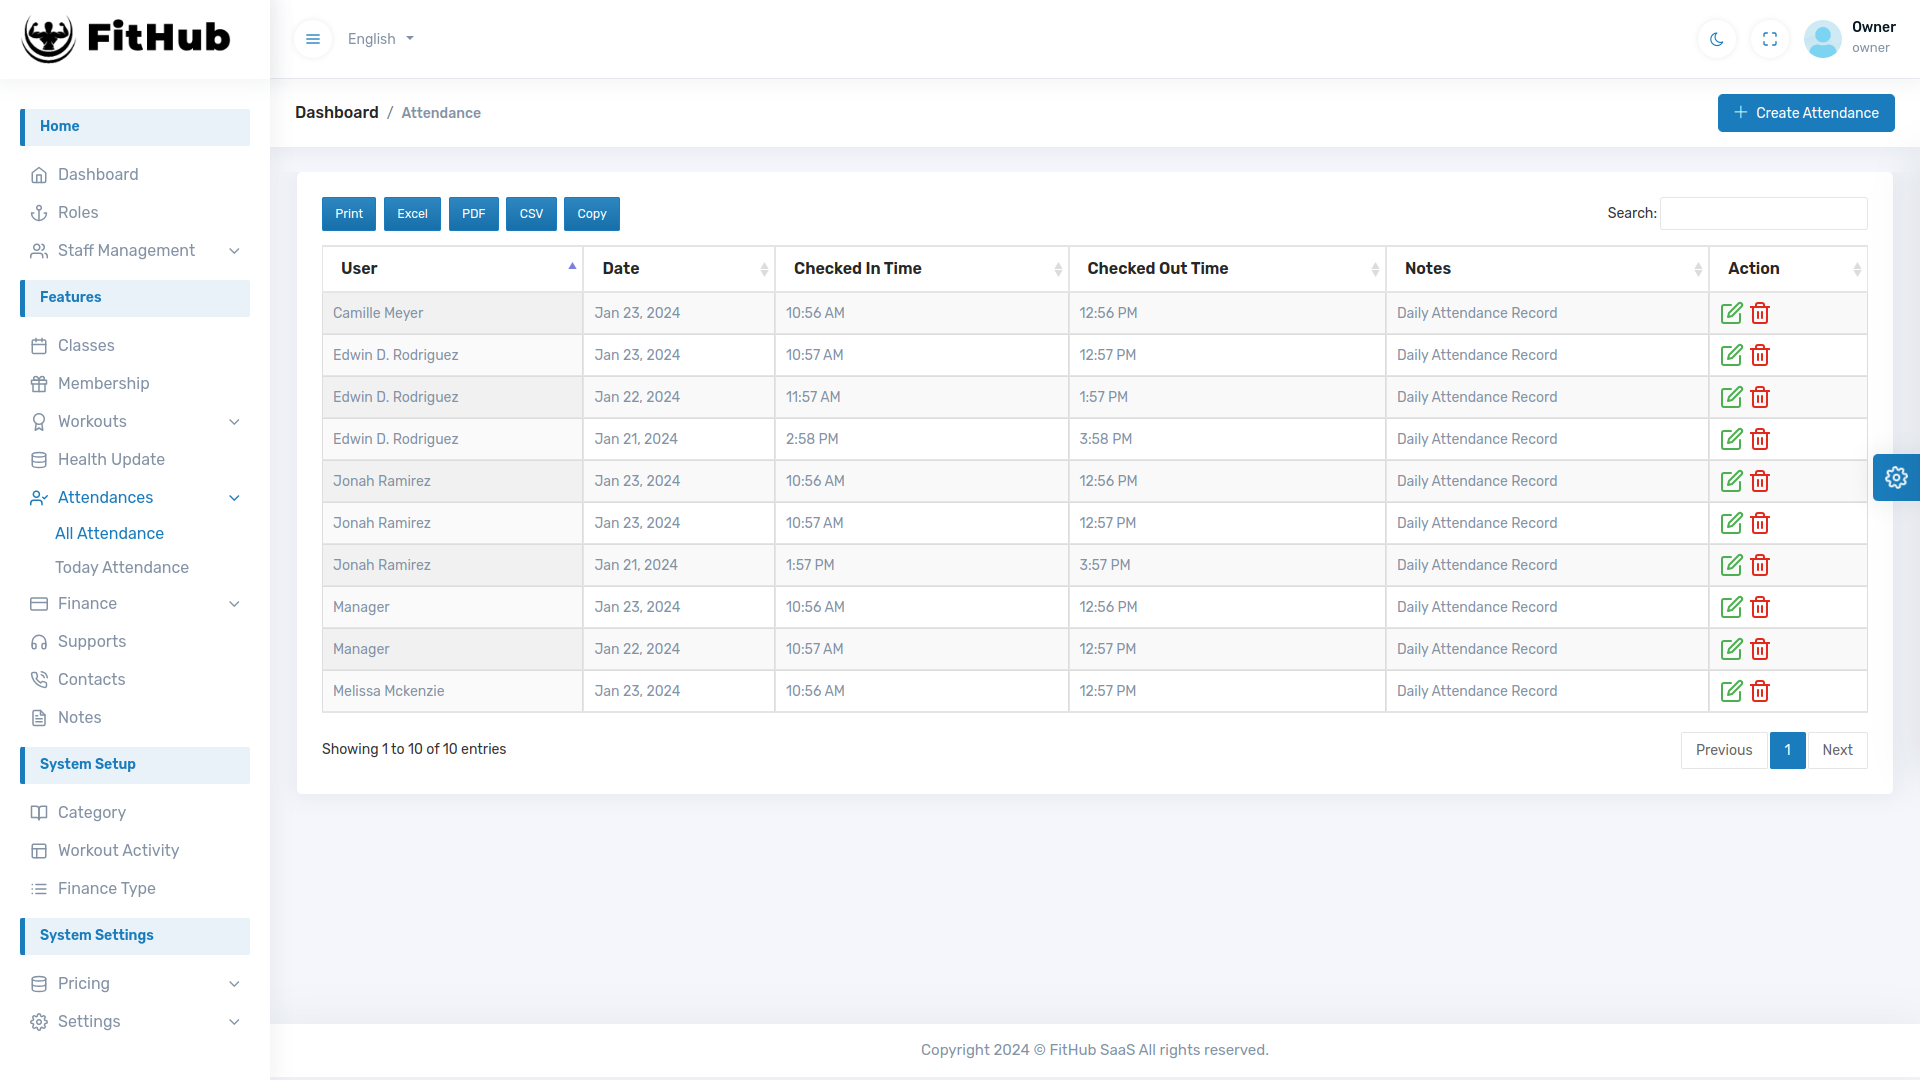 FitHub
English
Owner
owner
Home
Dashboard
Roles
Staff Management
Features
Classes
Membership
Workouts
Health Update
Attendances
All Attendance
Today Attendance
Finance
Supports
Contacts
Notes
System Setup
Category
Workout Activity
Finance Type
System Settings
Pricing
Settings
Dashboard / Attendance
Create Attendance
Print Excel PDF CSV Copy Search:
User Date Checked In Time Checked Out Time Notes Action
Camille Meyer Jan 23, 2024 10:56 AM 12:56 PM Daily Attendance Record
Edwin D. Rodriguez Jan 23, 2024 10:57 AM 12:57 PM Daily Attendance Record
Edwin D. Rodriguez Jan 22, 2024 11:57 AM 1:57 PM Daily Attendance Record
Edwin D. Rodriguez Jan 21, 2024 2:58 PM 3:58 PM Daily Attendance Record
Jonah Ramirez Jan 23, 2024 10:56 AM 12:56 PM Daily Attendance Record
Jonah Ramirez Jan 23, 2024 10:57 AM 12:57 PM Daily Attendance Record
Jonah Ramirez Jan 21, 2024 1:57 PM 3:57 PM Daily Attendance Record
Manager Jan 23, 2024 10:56 AM 12:56 PM Daily Attendance Record
Manager Jan 22, 2024 10:57 AM 12:57 PM Daily Attendance Record
Melissa Mckenzie Jan 23, 2024 10:56 AM 12:57 PM Daily Attendance Record
Showing 1 to 10 of 10 entries
Previous 1 Next
Copyright 2024 © FitHub SaaS All rights reserved.